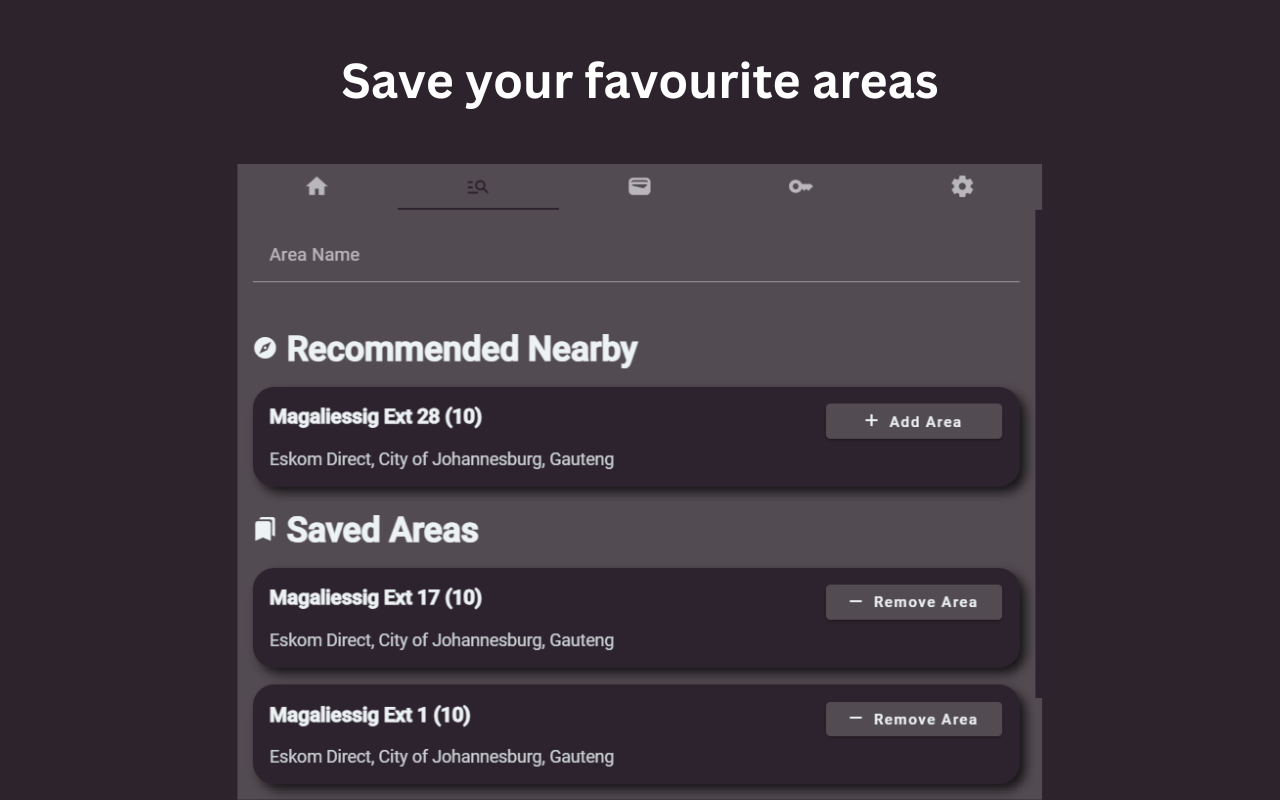 Save your favourite areas
Area Name
Recommended Nearby
Magaliessig Ext 28 (10)
+ Add Area
Eskom Direct, City of Johannesburg, Gauteng
Saved Areas
Magaliessig Ext 17 (10)
− Remove Area
Eskom Direct, City of Johannesburg, Gauteng
Magaliessig Ext 1 (10)
− Remove Area
Eskom Direct, City of Johannesburg, Gauteng